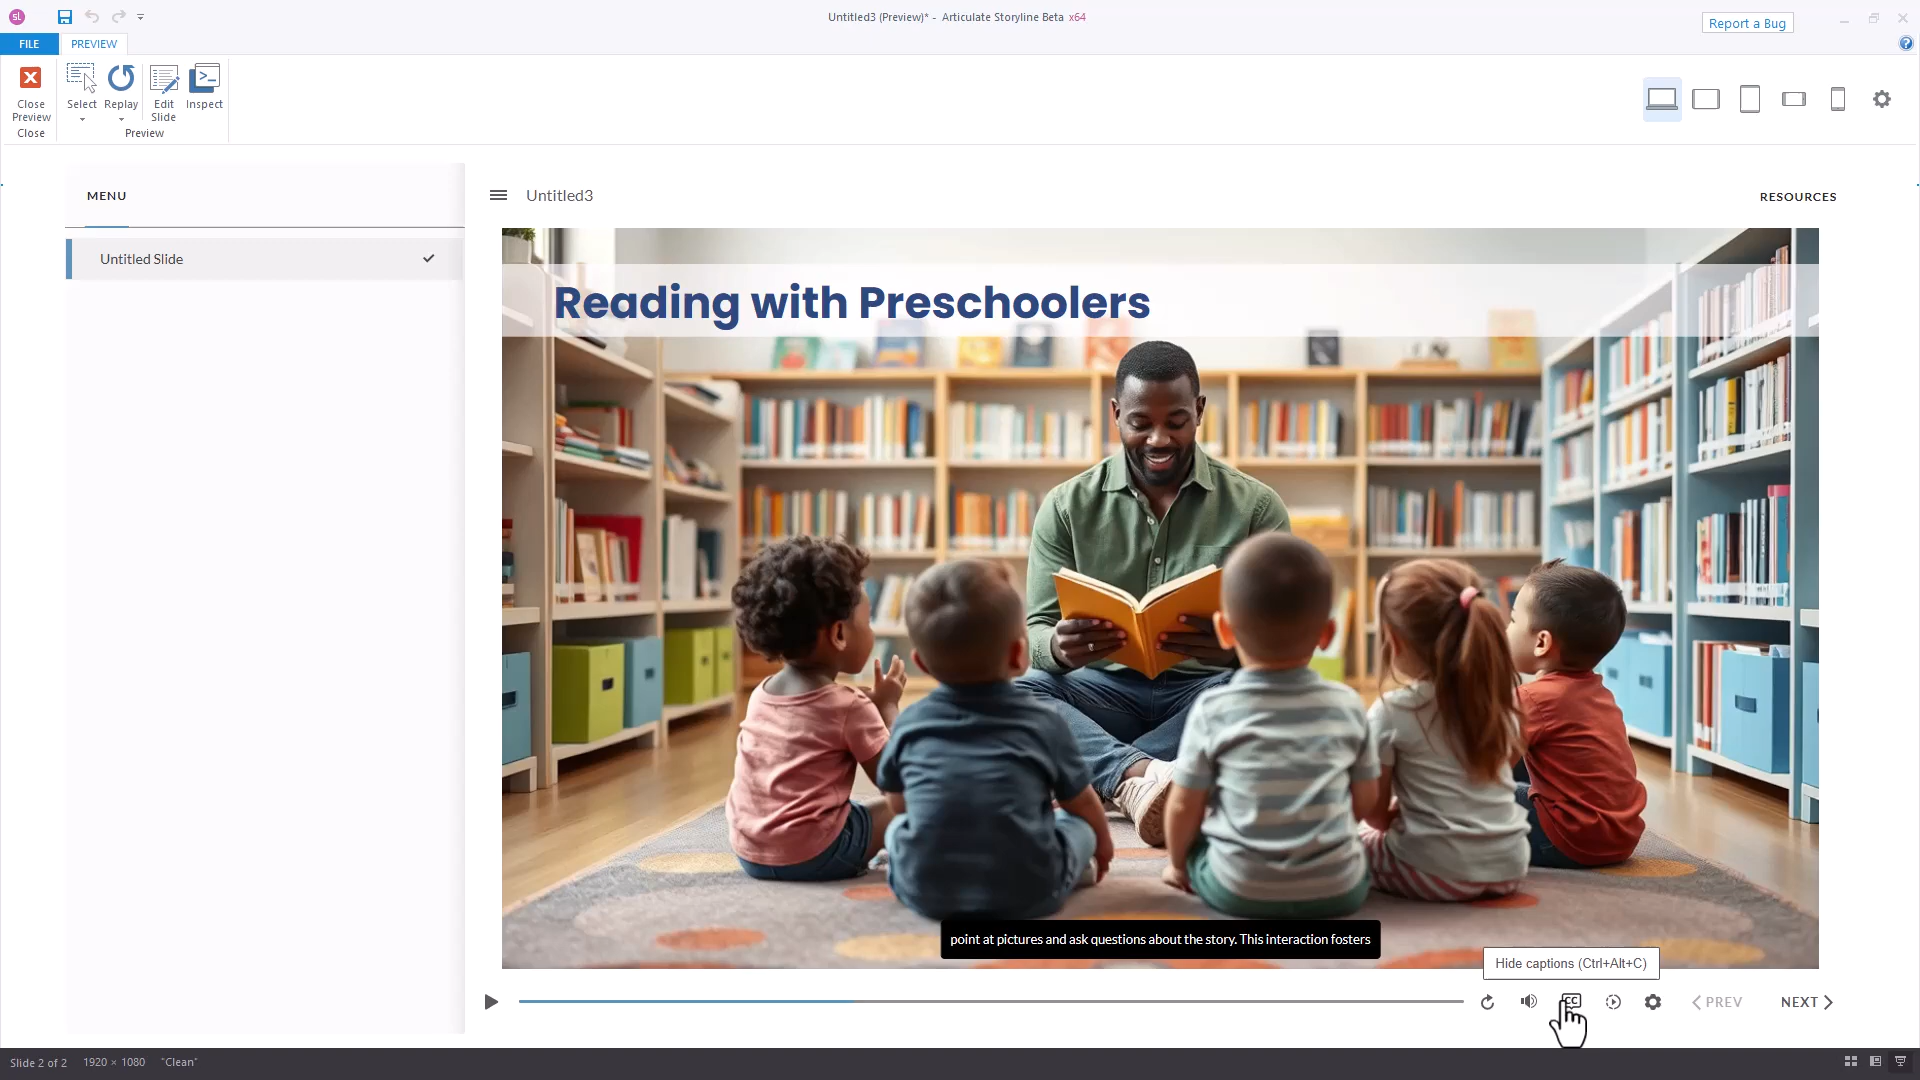 sl
Untitled3 (Preview)* - Articulate Storyline Beta x64
Report a Bug
FILE
PREVIEW
?
Close Preview
Select
Replay
Edit Slide
Inspect
Close
Preview
MENU
Untitled Slide
Untitled3
RESOURCES
Reading with Preschoolers
point at pictures and ask questions about the story. This interaction fosters
Hide captions (Ctrl+Alt+C)
CC
PREV
NEXT
Slide 2 of 2
1920 × 1080
"Clean"